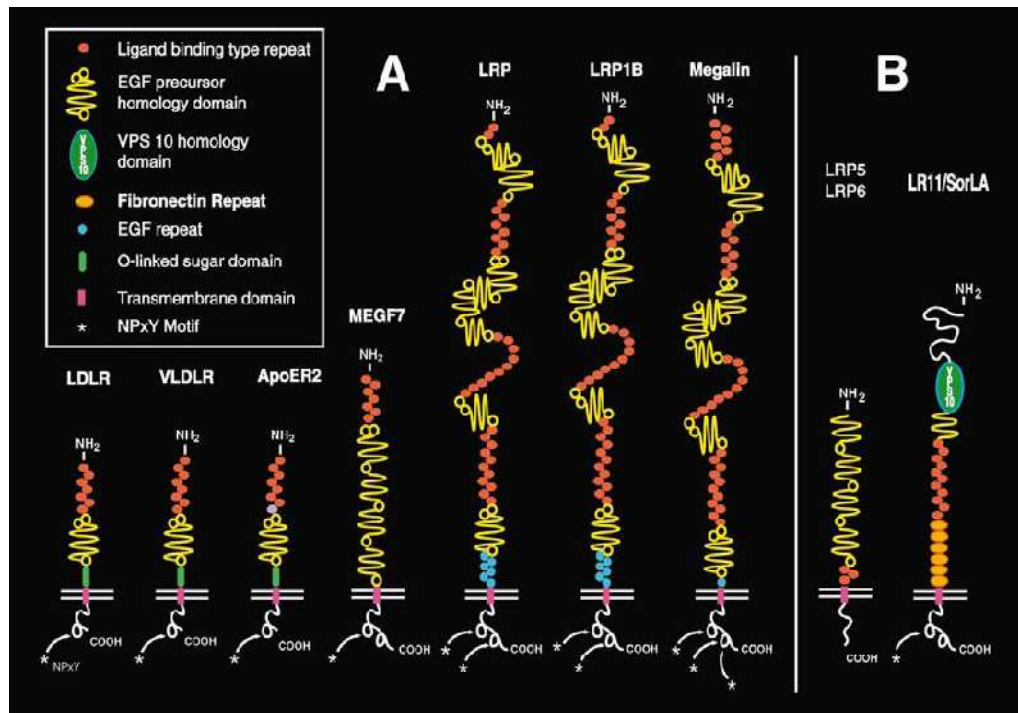 Ligand binding type repeat
EGF precursor
homology domain
VPS10
VPS 10 homology
domain
Fibronectin Repeat
EGF repeat
O-linked sugar domain
Transmembrane domain
* NPxY Motif
A
B
LRP
LRP1B
Megalin
LRP5
LRP6
LR11/SorLA
MEGF7
LDLR
VLDLR
ApoER2
NH2
NH2
NH2
NH2
NH2
NH2
NH2
NH2
NH2
VPS10
* NPxY
COOH
*
COOH
*
COOH
*
COOH
*
*
*
COOH
*
*
*
COOH
*
*
*
COOH
COOH
*
COOH